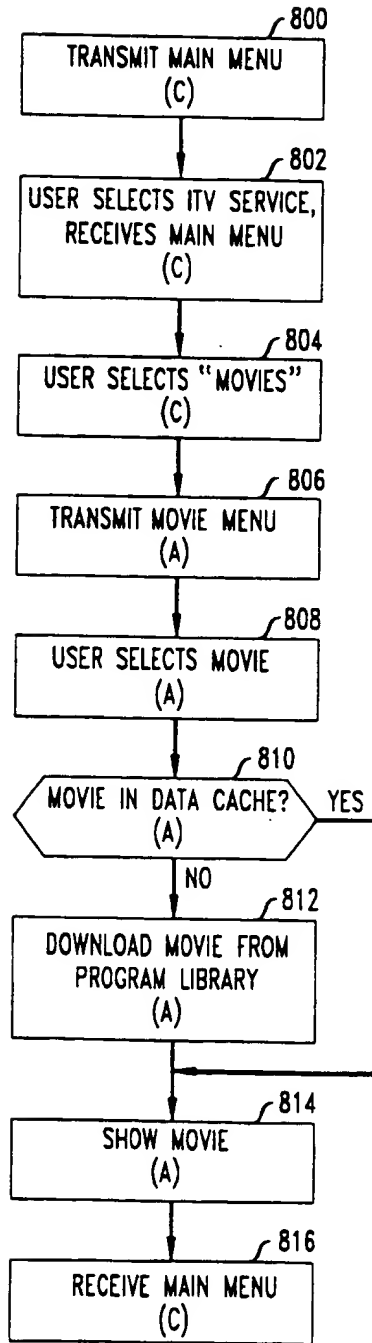 800
TRANSMIT MAIN MENU
(C)
802
USER SELECTS ITV SERVICE,
RECEIVES MAIN MENU
(C)
804
USER SELECTS “MOVIES”
(C)
806
TRANSMIT MOVIE MENU
(A)
808
USER SELECTS MOVIE
(A)
810
MOVIE IN DATA CACHE?
(A)
YES
NO
812
DOWNLOAD MOVIE FROM
PROGRAM LIBRARY
(A)
814
SHOW MOVIE
(A)
816
RECEIVE MAIN MENU
(C)